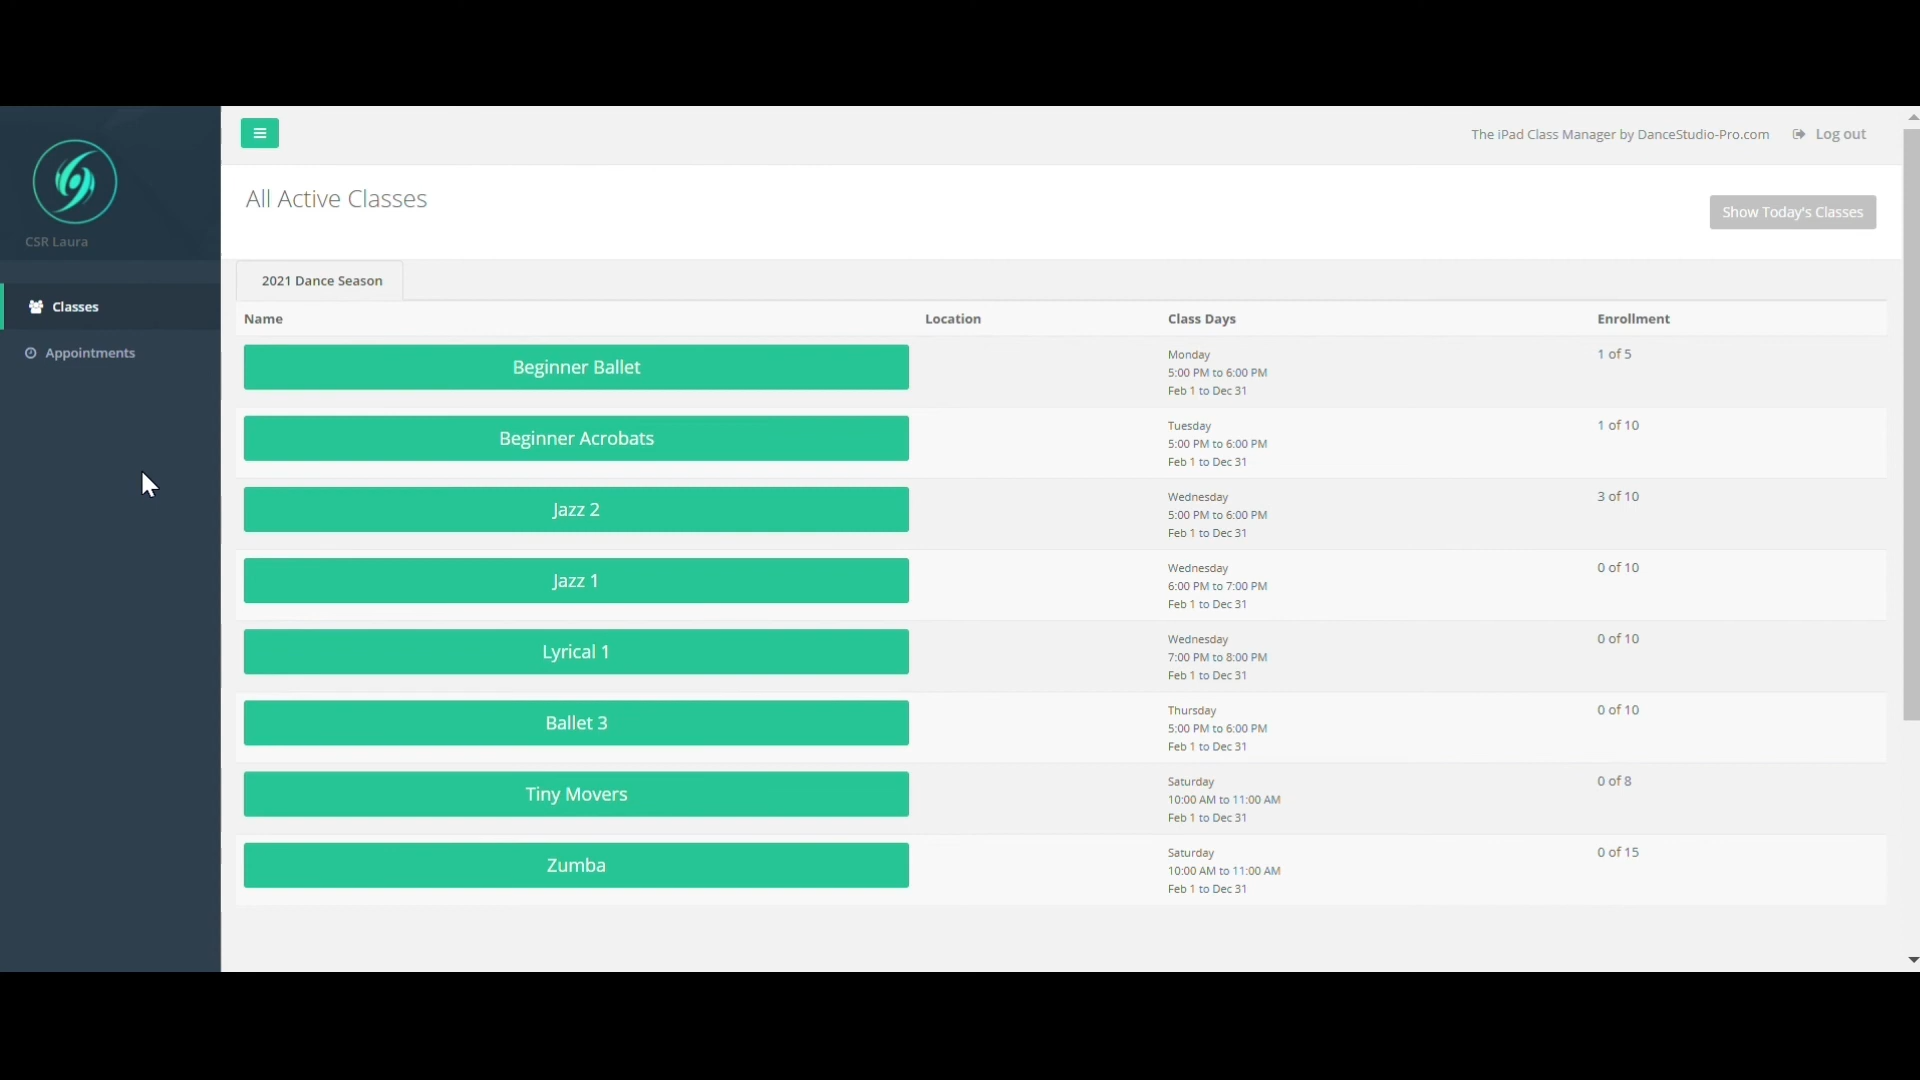 The iPad Class Manager by DanceStudio-Pro.com Log out
CSR Laura
Classes
Appointments
All Active Classes
Show Today's Classes
2021 Dance Season
Name Location Class Days Enrollment
Beginner Ballet
Monday
5:00 PM to 6:00 PM
Feb 1 to Dec 31
1 of 5
Beginner Acrobats
Tuesday
5:00 PM to 6:00 PM
Feb 1 to Dec 31
1 of 10
Jazz 2
Wednesday
5:00 PM to 6:00 PM
Feb 1 to Dec 31
3 of 10
Jazz 1
Wednesday
6:00 PM to 7:00 PM
Feb 1 to Dec 31
0 of 10
Lyrical 1
Wednesday
7:00 PM to 8:00 PM
Feb 1 to Dec 31
0 of 10
Ballet 3
Thursday
5:00 PM to 6:00 PM
Feb 1 to Dec 31
0 of 10
Tiny Movers
Saturday
10:00 AM to 11:00 AM
Feb 1 to Dec 31
0 of 8
Zumba
Saturday
10:00 AM to 11:00 AM
Feb 1 to Dec 31
0 of 15